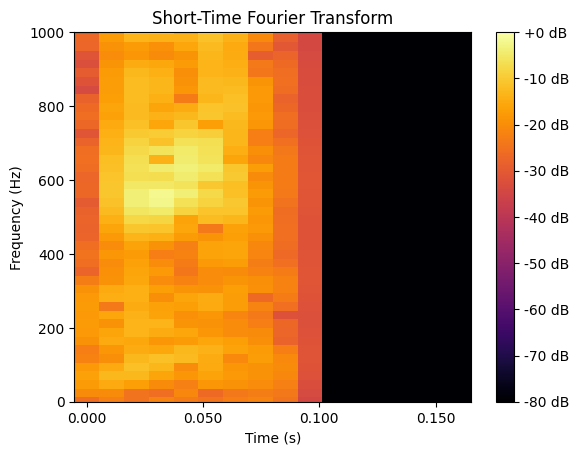 Short-Time Fourier Transform
1000
800
600
400
200
0
Frequency (Hz)
0.000
0.050
0.100
0.150
Time (s)
+0 dB
-10 dB
-20 dB
-30 dB
-40 dB
-50 dB
-60 dB
-70 dB
-80 dB